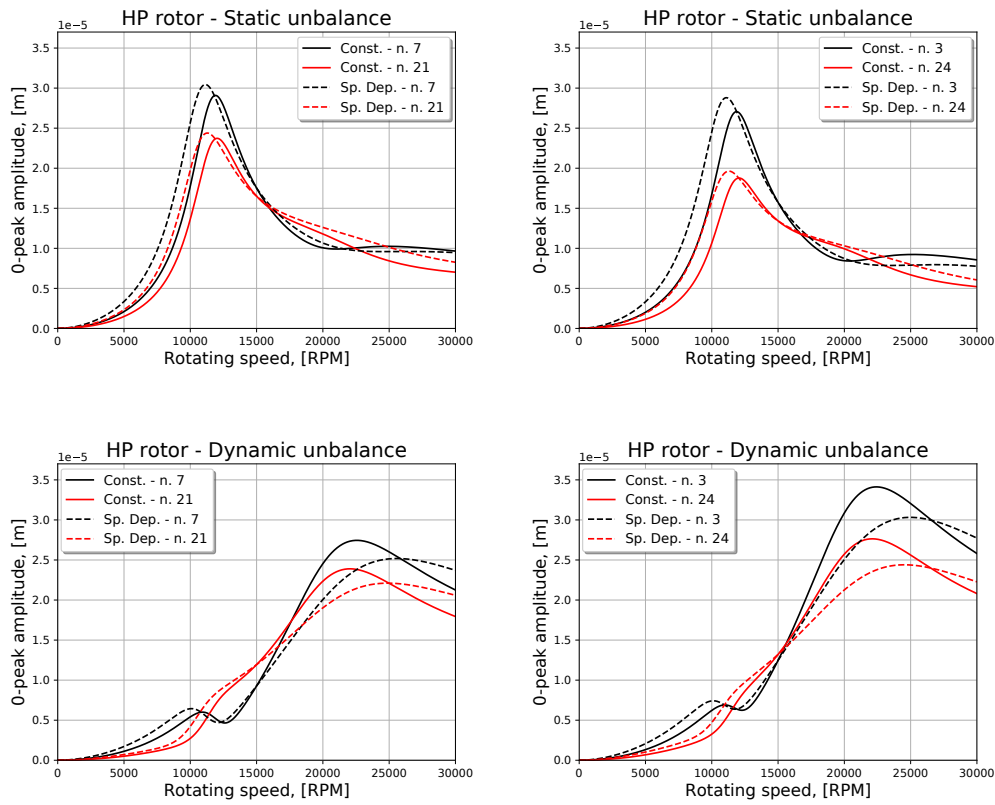 HP rotor - Static unbalance
1e−5
3.5
3.0
2.5
2.0
1.5
1.0
0.5
0.0
0-peak amplitude, [m]
Const. - n. 7
Const. - n. 21
Sp. Dep. - n. 7
Sp. Dep. - n. 21
0 5000 10000 15000 20000 25000 30000
Rotating speed, [RPM]
HP rotor - Static unbalance
1e−5
3.5
3.0
2.5
2.0
1.5
1.0
0.5
0.0
0-peak amplitude, [m]
Const. - n. 3
Const. - n. 24
Sp. Dep. - n. 3
Sp. Dep. - n. 24
0 5000 10000 15000 20000 25000 30000
Rotating speed, [RPM]
HP rotor - Dynamic unbalance
1e−5
3.5
3.0
2.5
2.0
1.5
1.0
0.5
0.0
0-peak amplitude, [m]
Const. - n. 7
Const. - n. 21
Sp. Dep. - n. 7
Sp. Dep. - n. 21
0 5000 10000 15000 20000 25000 30000
Rotating speed, [RPM]
HP rotor - Dynamic unbalance
1e−5
3.5
3.0
2.5
2.0
1.5
1.0
0.5
0.0
0-peak amplitude, [m]
Const. - n. 3
Const. - n. 24
Sp. Dep. - n. 3
Sp. Dep. - n. 24
0 5000 10000 15000 20000 25000 30000
Rotating speed, [RPM]